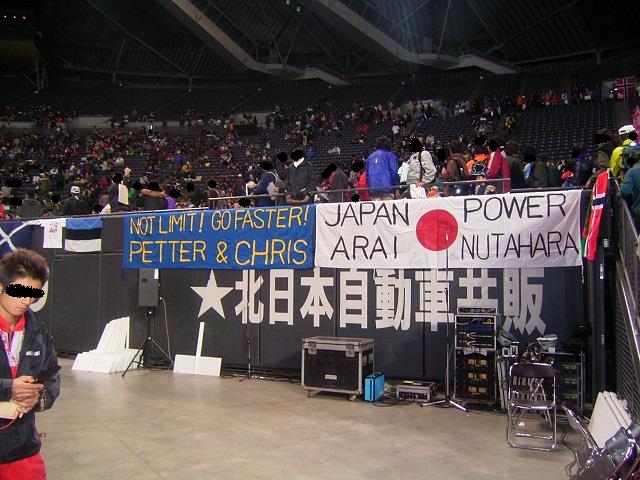 NOT LIMIT! GO FASTER!
PETTER & CHRIS
JAPAN POWER
ARAI NUTAHARA
★北日本自動車共販